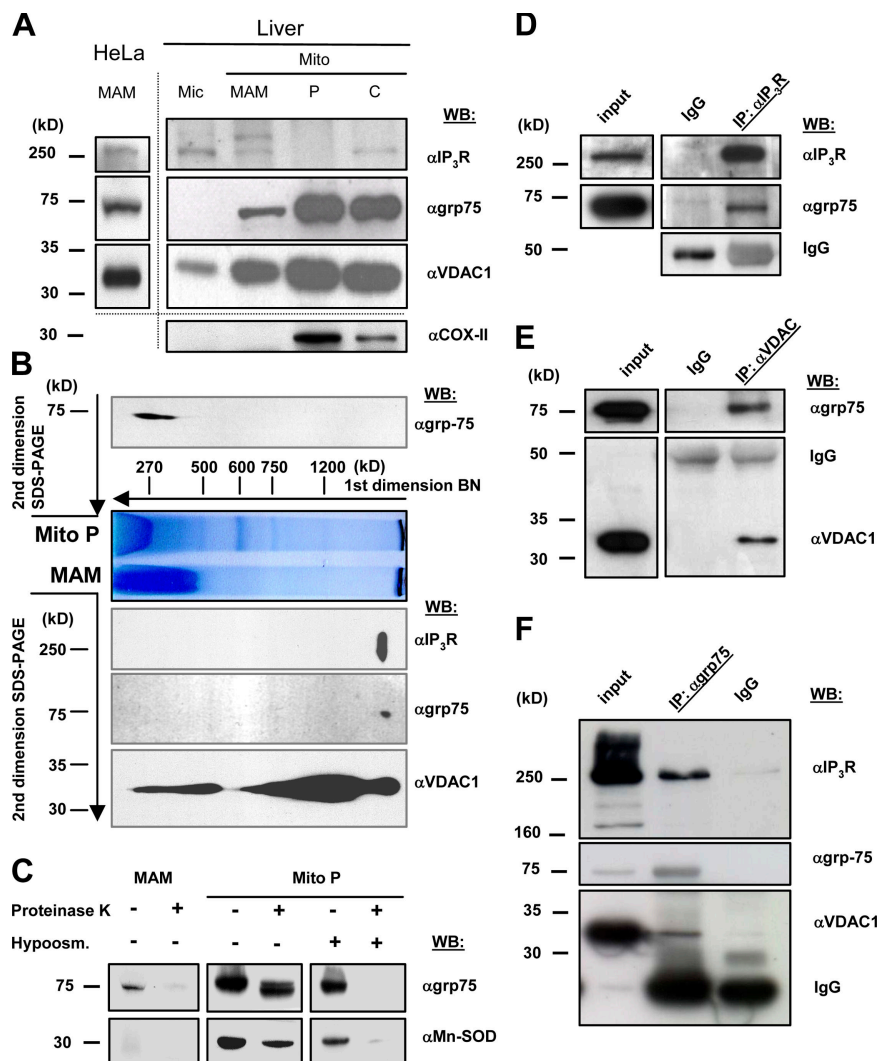 A
HeLa
Liver
Mito
MAM Mic MAM P C
(kD) WB:
250 αIP3R
75 αgrp75
35
30 αVDAC1
30 αCOX-II
B
2nd dimension SDS-PAGE
(kD) WB:
75 αgrp-75
270 500 600 750 1200 (kD)
1st dimension BN
Mito P
MAM
2nd dimension SDS-PAGE
(kD) WB:
250 αIP3R
75 αgrp75
35
30 αVDAC1
C
MAM Mito P
Proteinase K - + - + - +
Hypoosm. - - - - + + WB:
75 αgrp75
30 αMn-SOD
D
input IgG IP: αIP3R
(kD) WB:
250 αIP3R
75 αgrp75
50 IgG
E
input IgG IP: αVDAC
(kD) WB:
75 αgrp75
50 IgG
35
30 αVDAC1
F
input IP: αgrp75 IgG
(kD) WB:
250 αIP3R
160
75 αgrp-75
35 αVDAC1
30
IgG